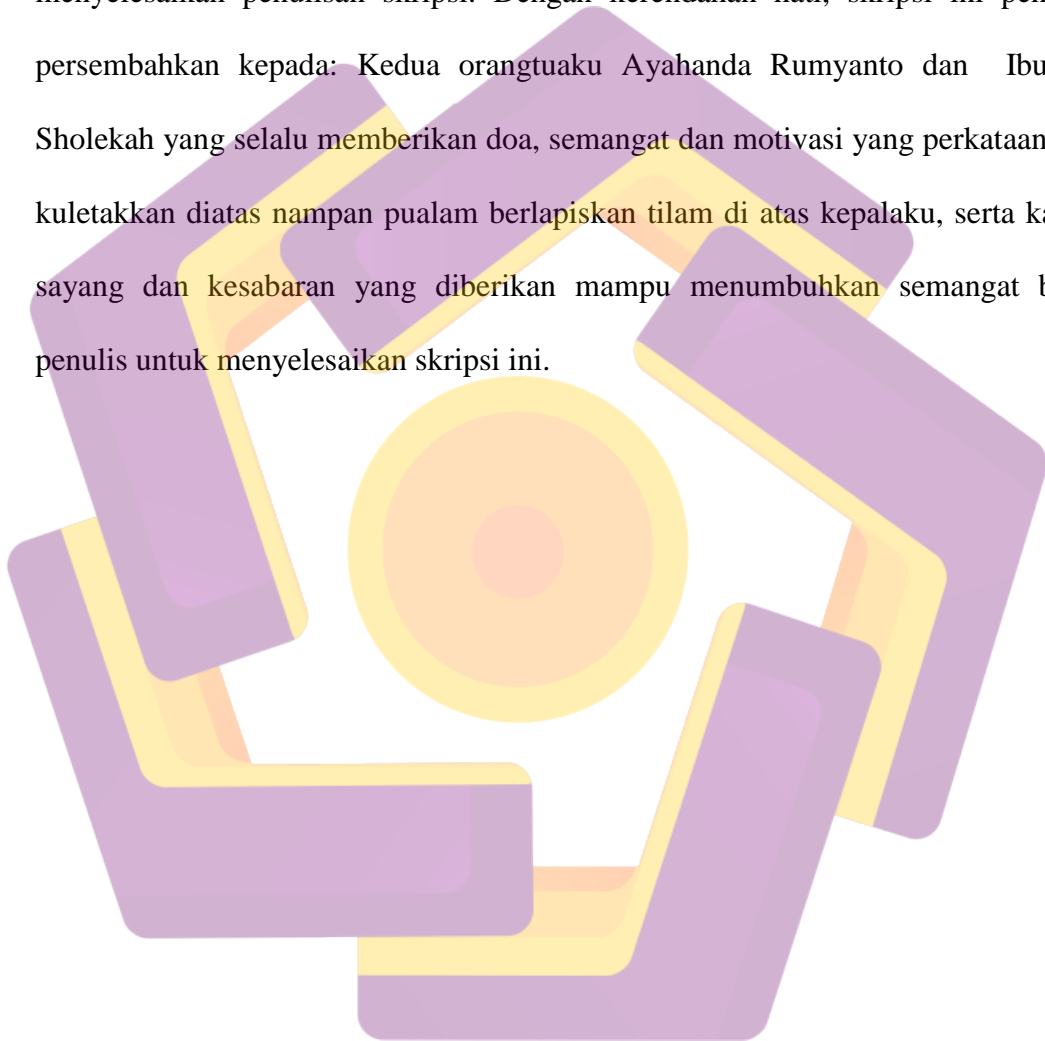 menyelesaikan penulisan skripsi. Dengan kerendahan hati, skripsi ini pen
persembahkan kepada: Kedua orangtuaku Ayahanda Rumyanto dan Ibu
Sholekah yang selalu memberikan doa, semangat dan motivasi yang perkataan
kuletakkan diatas nampan pualam berlapiskan tilam di atas kepalaku, serta ka
sayang dan kesabaran yang diberikan mampu menumbuhkan semangat b
penulis untuk menyelesaikan skripsi ini.